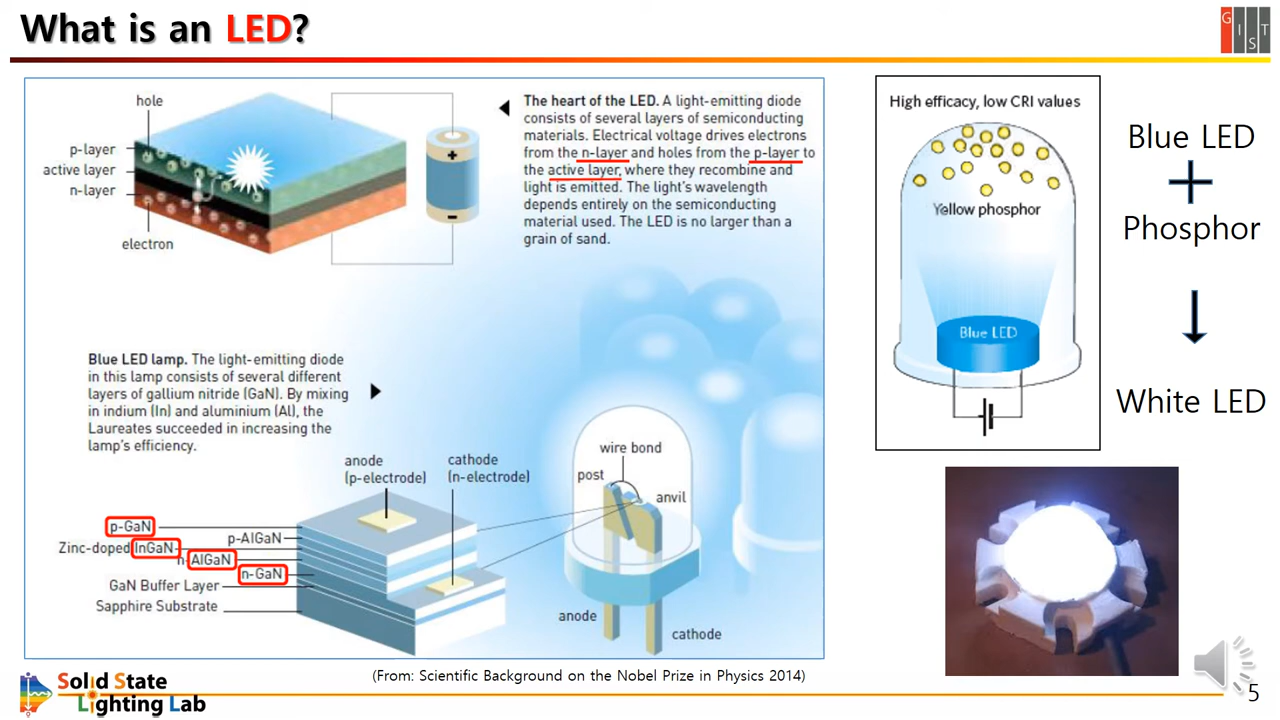 What is an LED?
G I S T
hole
p-layer
active layer
n-layer
electron
+
-
The heart of the LED. A light-emitting diode
consists of several layers of semiconducting
materials. Electrical voltage drives electrons
from the n-layer and holes from the p-layer to
the active layer, where they recombine and
light is emitted. The light's wavelength
depends entirely on the semiconducting
material used. The LED is no larger than a
grain of sand.
Blue LED lamp. The light-emitting diode
in this lamp consists of several different
layers of gallium nitride (GaN). By mixing
in indium (In) and aluminium (Al), the
Laureates succeeded in increasing the
lamp's efficiency.
anode
(p-electrode)
cathode
(n-electrode)
p-GaN
p-AlGaN
Zinc-doped InGaN
n-AlGaN
n-GaN
GaN Buffer Layer
Sapphire Substrate
wire bond
post
anvil
anode
cathode
High efficacy, low CRI values
Yellow phosphor
Blue LED
Blue LED
+
Phosphor
White LED
(From: Scientific Background on the Nobel Prize in Physics 2014)
Solid State
Lighting Lab
5